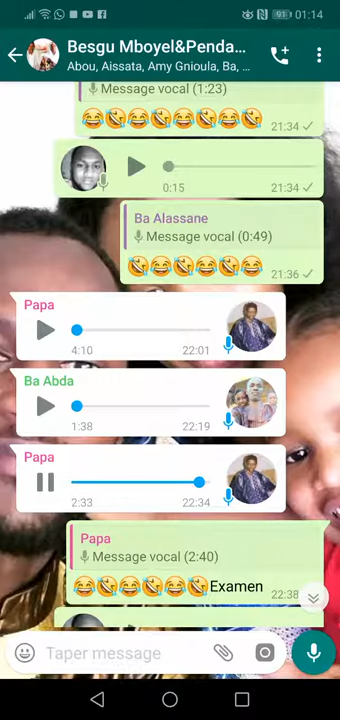 93
01:14
Besgu Mboyel&Penda...
Abou, Aissata, Amy Gnioula, Ba, ...
Message vocal (1:23)
😂🤣😂🤣😂🤣😂🤣
21:34
0:15
21:34
Ba Alassane
Message vocal (0:49)
🤣😂🤣😂🤣😂
21:36
Papa
4:10
22:01
Ba Abda
1:38
22:19
Papa
2:33
22:34
Papa
Message vocal (2:40)
😂🤣😂🤣😂🤣Examen
22:38
Taper message